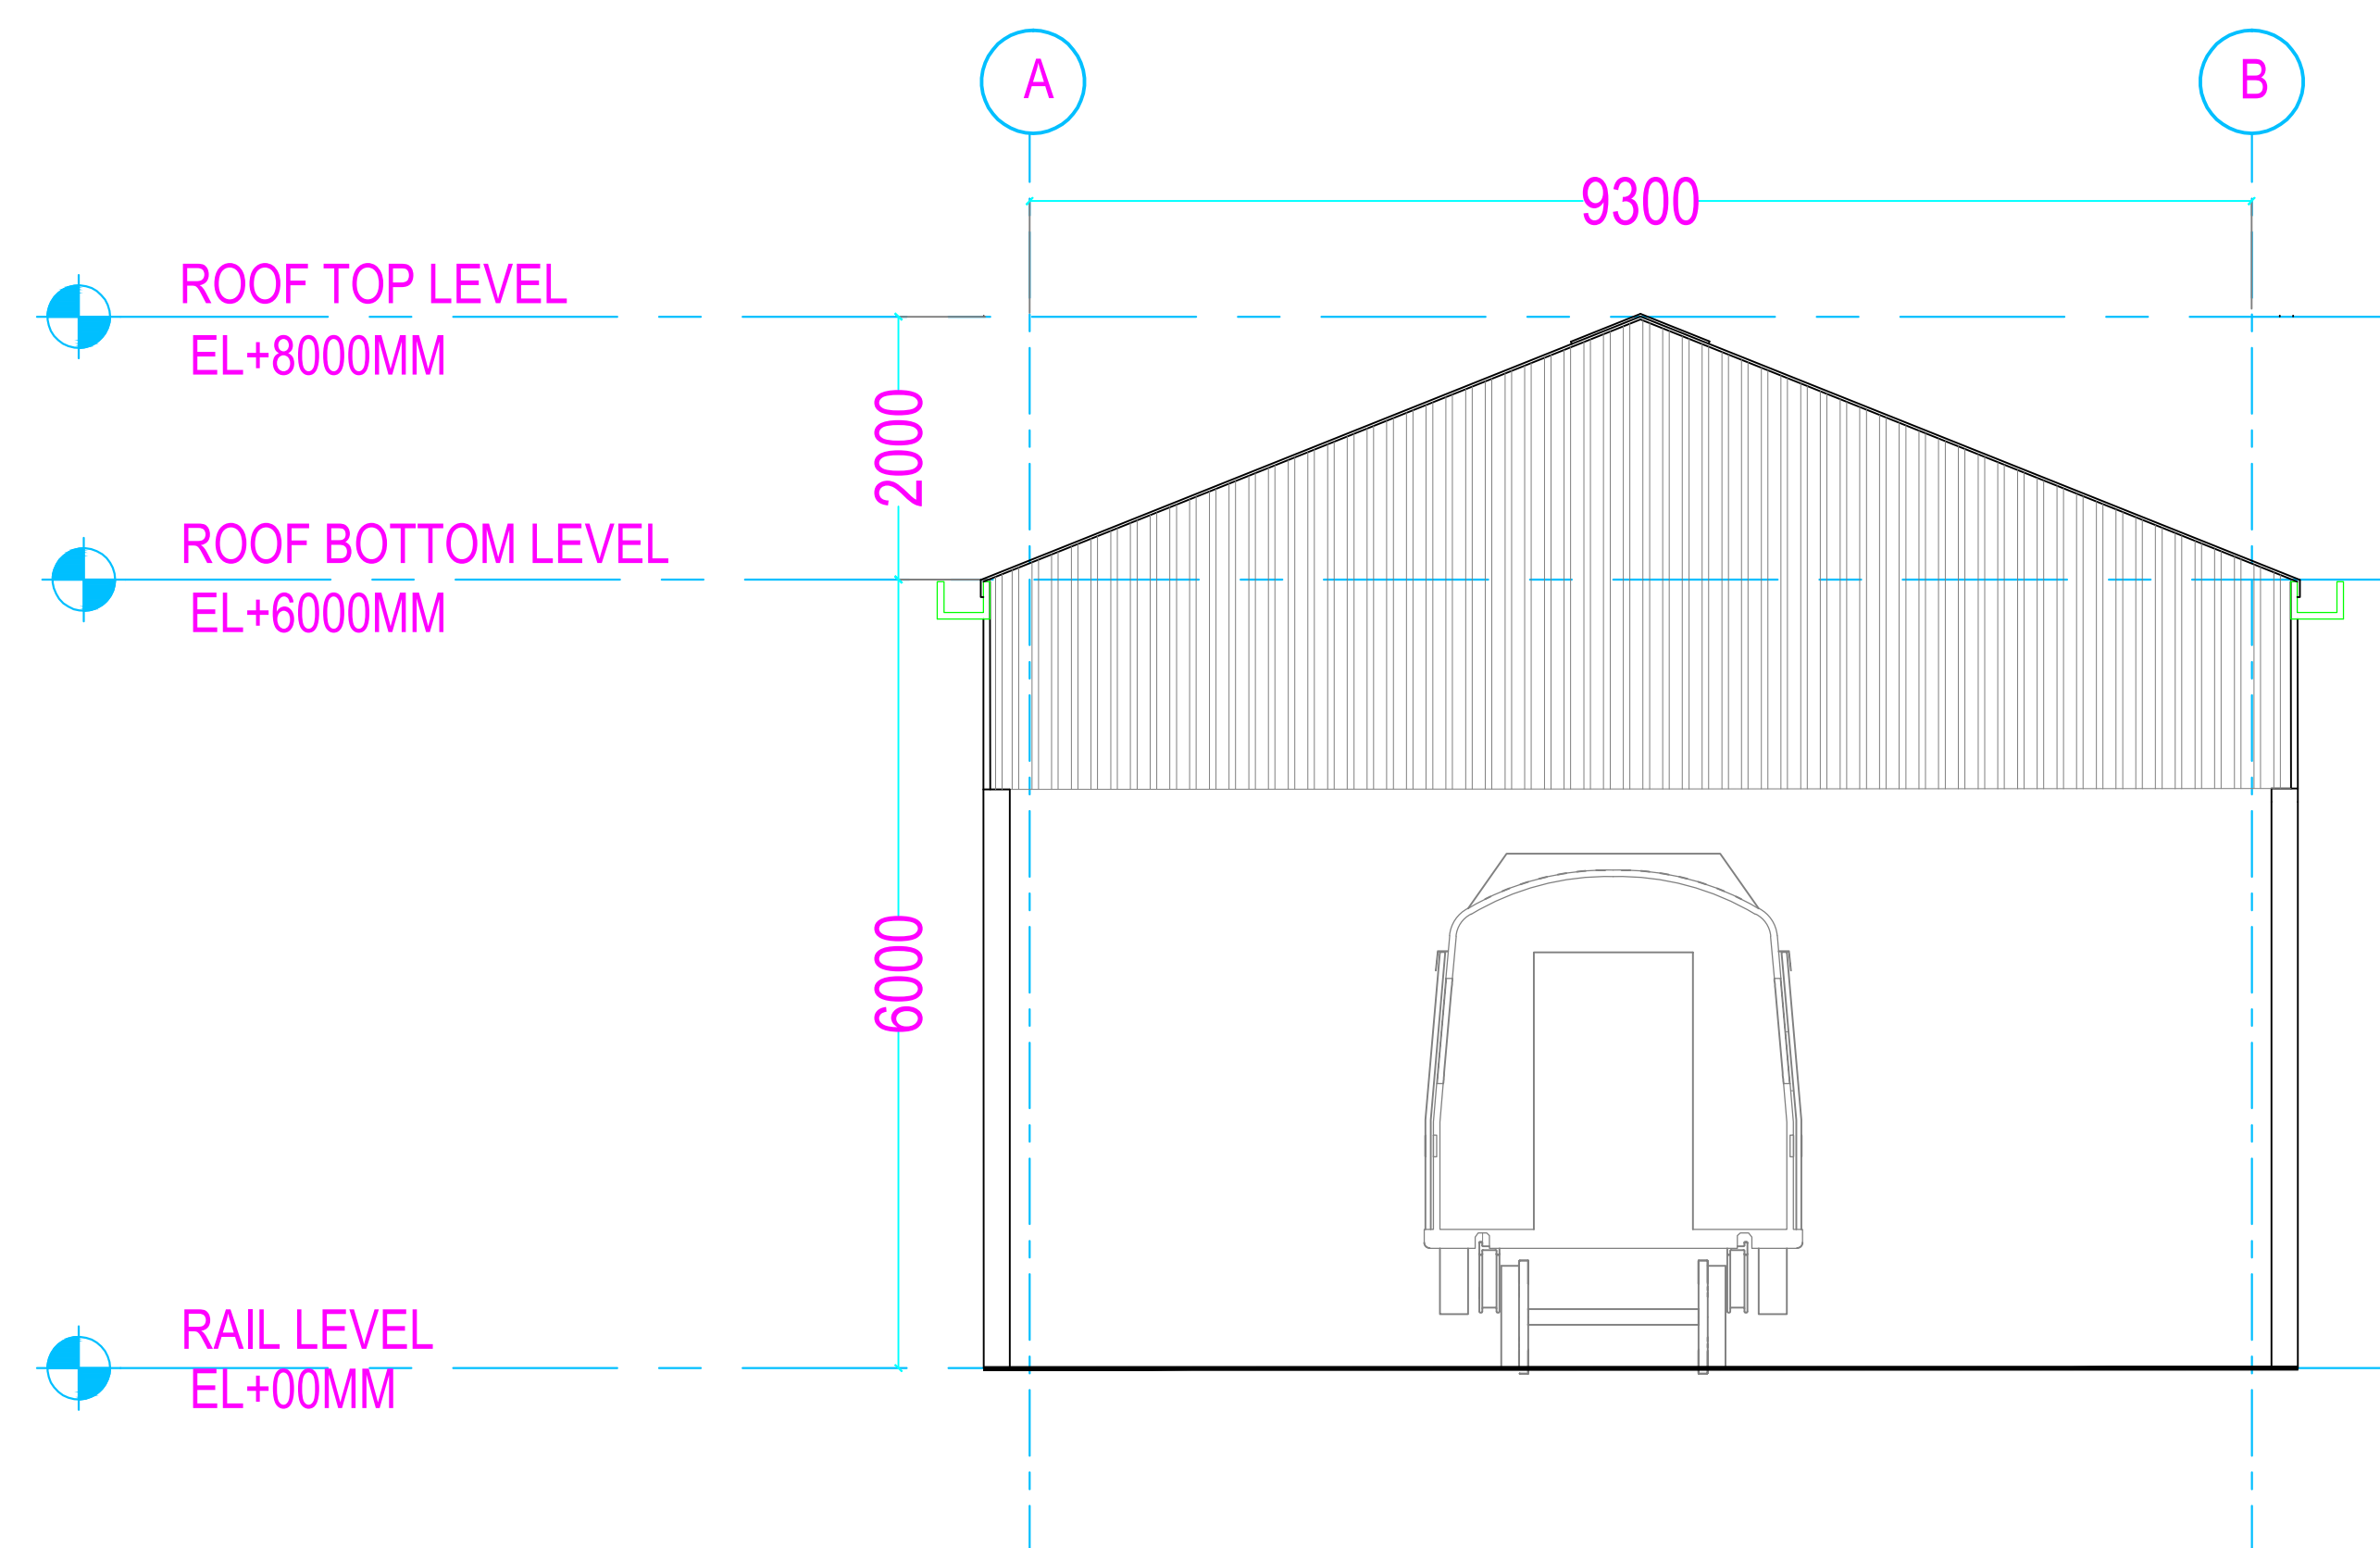 A
B
9300
ROOF TOP LEVEL
EL+8000MM
2000
ROOF BOTTOM LEVEL
EL+6000MM
6000
RAIL LEVEL
EL+00MM